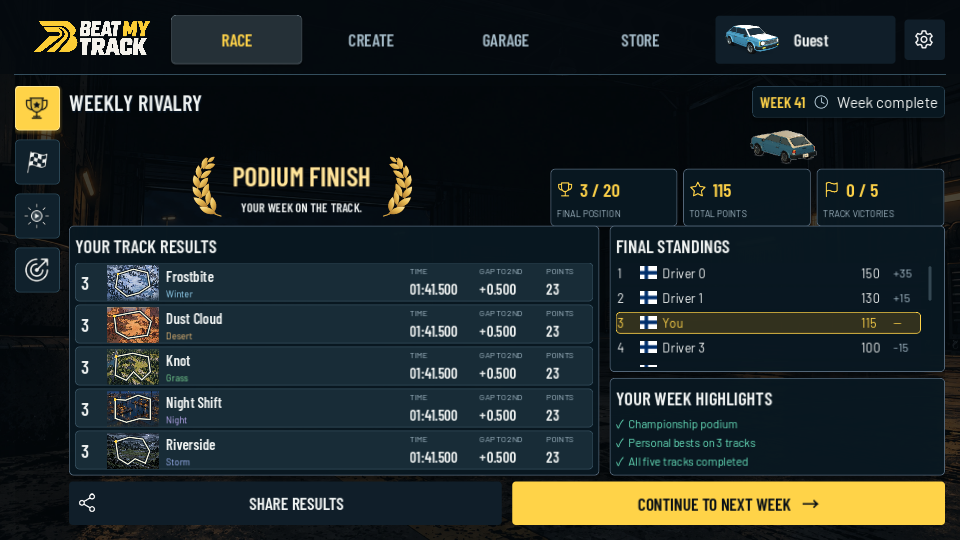 BEAT MY TRACK
RACE
CREATE
GARAGE
STORE
Guest
WEEKLY RIVALRY
WEEK 41 Week complete
PODIUM FINISH
YOUR WEEK ON THE TRACK.
3 / 20
FINAL POSITION
115
TOTAL POINTS
0 / 5
TRACK VICTORIES
YOUR TRACK RESULTS
3 Frostbite Winter TIME 01:41.500 GAP TO 2ND +0.500 POINTS 23
3 Dust Cloud Desert TIME 01:41.500 GAP TO 2ND +0.500 POINTS 23
3 Knot Grass TIME 01:41.500 GAP TO 2ND +0.500 POINTS 23
3 Night Shift Night TIME 01:41.500 GAP TO 2ND +0.500 POINTS 23
3 Riverside Storm TIME 01:41.500 GAP TO 2ND +0.500 POINTS 23
FINAL STANDINGS
1 Driver 0 150 +35
2 Driver 1 130 +15
3 You 115 —
4 Driver 3 100 -15
YOUR WEEK HIGHLIGHTS
✓ Championship podium
✓ Personal bests on 3 tracks
✓ All five tracks completed
SHARE RESULTS
CONTINUE TO NEXT WEEK →